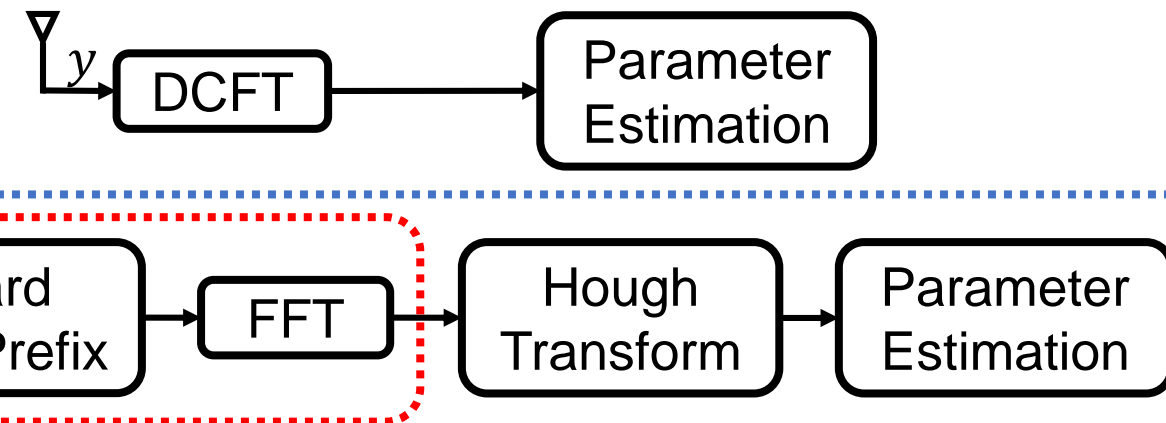 y
DCFT
Parameter
Estimation
ard
Prefix
FFT
Hough
Transform
Parameter
Estimation